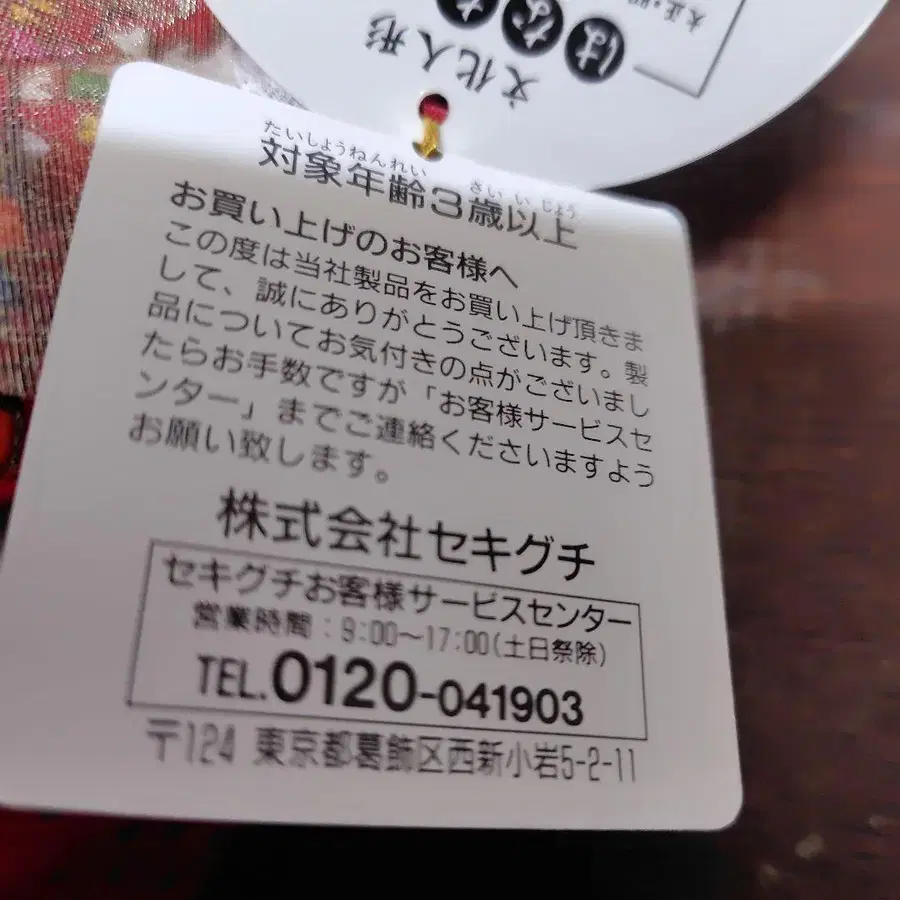 文化人形
はな
大正・昭
たいしょうねんれい さいいじょう
対象年齢3歳以上
お買い上げのお客様へ
この度は当社製品をお買い上げ頂きま
して、誠にありがとうございます。製
品についてお気付きの点がございまし
たらお手数ですが「お客様サービスセ
ンター」までご連絡くださいますよう
お願い致します。
株式会社セキグチ
セキグチお客様サービスセンター
営業時間:9:00〜17:00(土日祭除)
TEL.0120-041903
〒124 東京都葛飾区西新小岩5-2-11